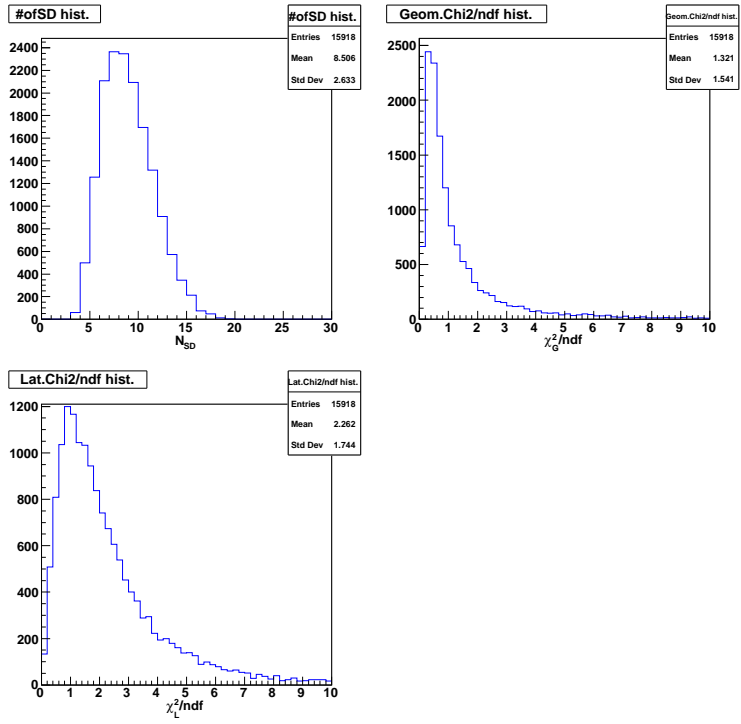 #ofSD hist.
#ofSD hist.
Entries 15918
Mean 8.506
Std Dev 2.633
2400
2200
2000
1800
1600
1400
1200
1000
800
600
400
200
0
0 5 10 15 20 25 30
N_SD
Geom.Chi2/ndf hist.
Geom.Chi2/ndf hist.
Entries 15918
Mean 1.321
Std Dev 1.541
2500
2000
1500
1000
500
0
0 1 2 3 4 5 6 7 8 9 10
χ²_G/ndf
Lat.Chi2/ndf hist.
Lat.Chi2/ndf hist.
Entries 15918
Mean 2.262
Std Dev 1.744
1200
1000
800
600
400
200
0
0 1 2 3 4 5 6 7 8 9 10
χ²_L/ndf